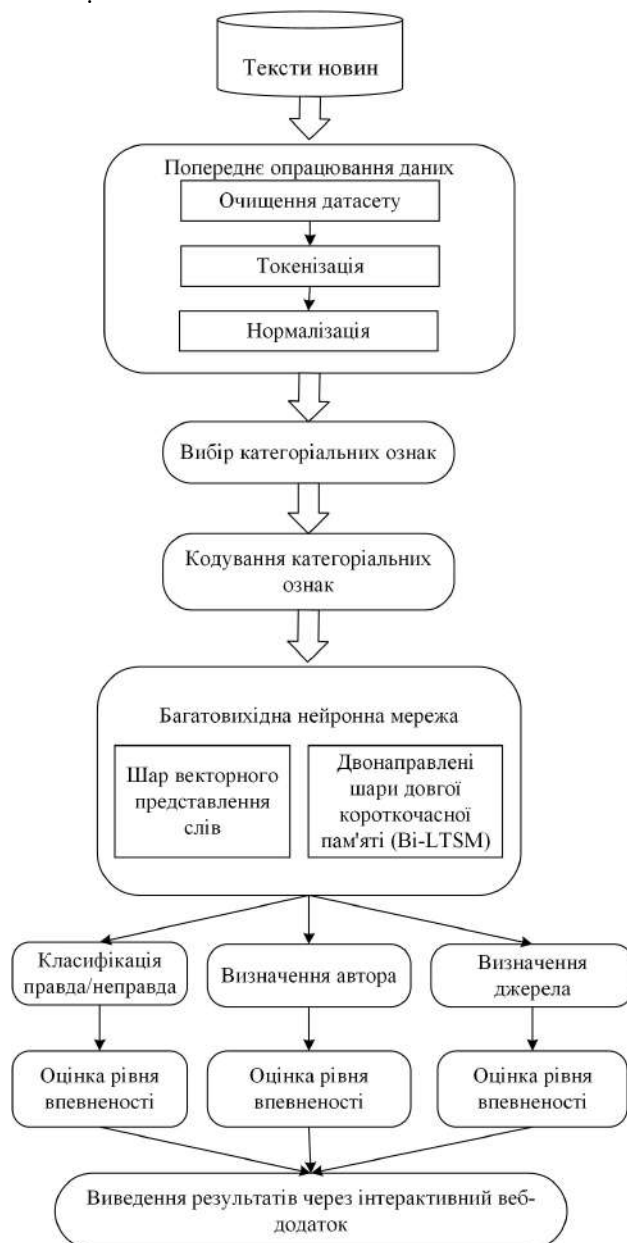 Тексти новин
Попереднє опрацювання даних
Очищення датасету
Токенізація
Нормалізація
Вибір категоріальних ознак
Кодування категоріальних
ознак
Багатовихідна нейронна мережа
Шар векторного
представлення
слів
Двонаправлені
шари довгої
короткочасної
пам'яті (Bi-LTSM)
Класифікація
правда/неправда
Визначення автора
Визначення
джерела
Оцінка рівня
впевненості
Оцінка рівня
впевненості
Оцінка рівня
впевненості
Виведення результатів через інтерактивний веб-
додаток